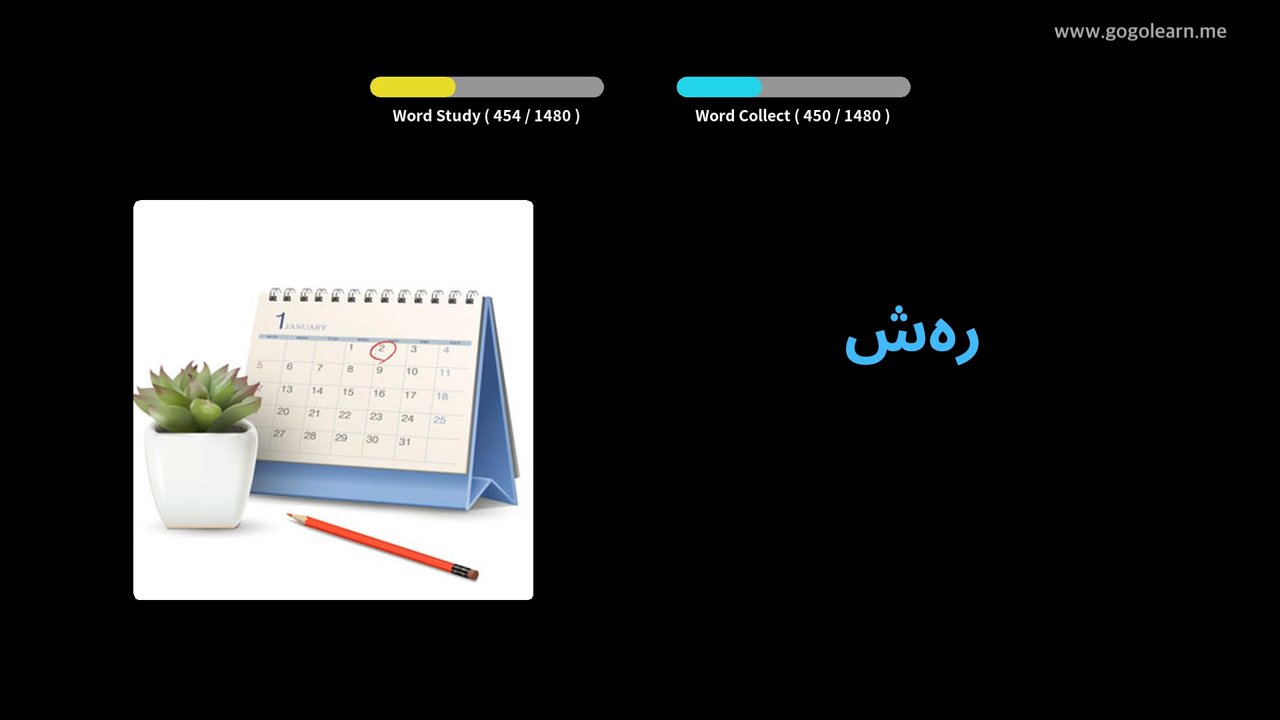 www.gogolearn.me
Word Study ( 454 / 1480 )
Word Collect ( 450 / 1480 )
رهش
1 JANUARY
1 2 3 4
5 6 7 8 9 10 11
2 13 14 15 16 17 18
20 21 22 23 24 25
27 28 29 30 31